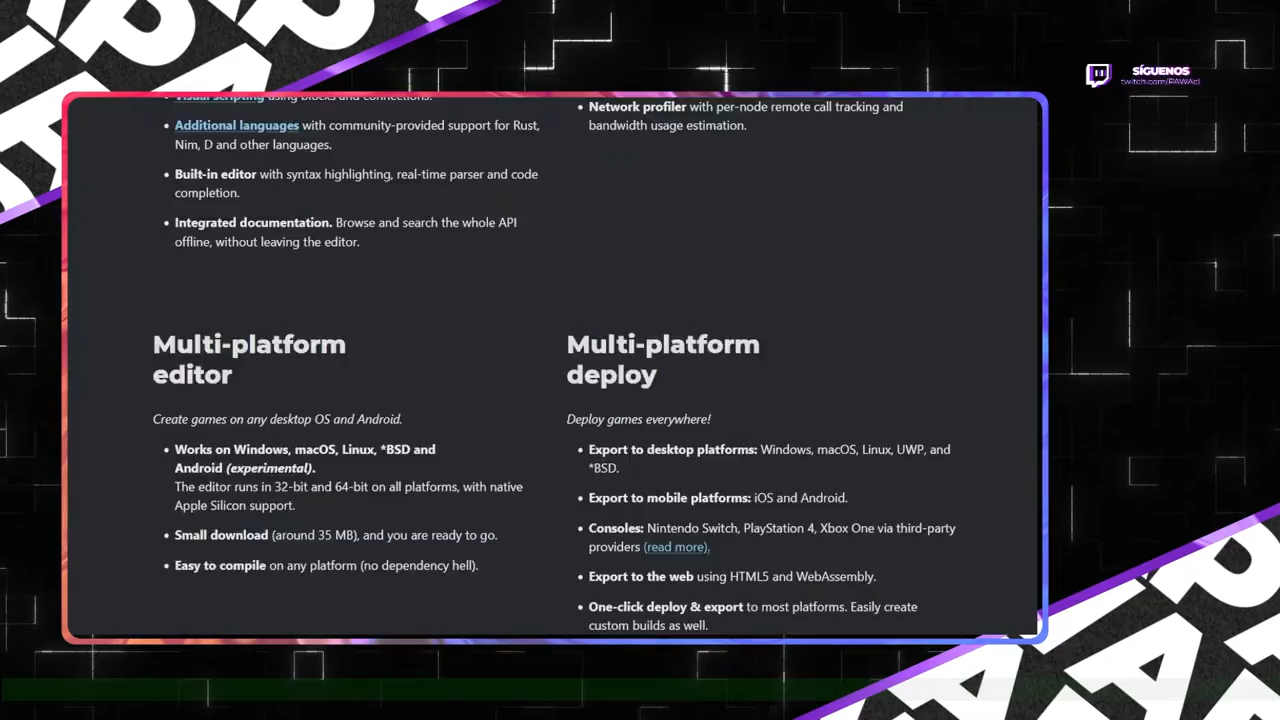 SÍGUENOS
twitch.com/PAWAcl
Visual scripting using blocks and connections.
Additional languages with community-provided support for Rust,
Nim, D and other languages.
Built-in editor with syntax highlighting, real-time parser and code
completion.
Integrated documentation. Browse and search the whole API
offline, without leaving the editor.
Network profiler with per-node remote call tracking and
bandwidth usage estimation.
Multi-platform
editor
Create games on any desktop OS and Android.
Works on Windows, macOS, Linux, *BSD and
Android (experimental).
The editor runs in 32-bit and 64-bit on all platforms, with native
Apple Silicon support.
Small download (around 35 MB), and you are ready to go.
Easy to compile on any platform (no dependency hell).
Multi-platform
deploy
Deploy games everywhere!
Export to desktop platforms: Windows, macOS, Linux, UWP, and
*BSD.
Export to mobile platforms: iOS and Android.
Consoles: Nintendo Switch, PlayStation 4, Xbox One via third-party
providers (read more).
Export to the web using HTML5 and WebAssembly.
One-click deploy & export to most platforms. Easily create
custom builds as well.